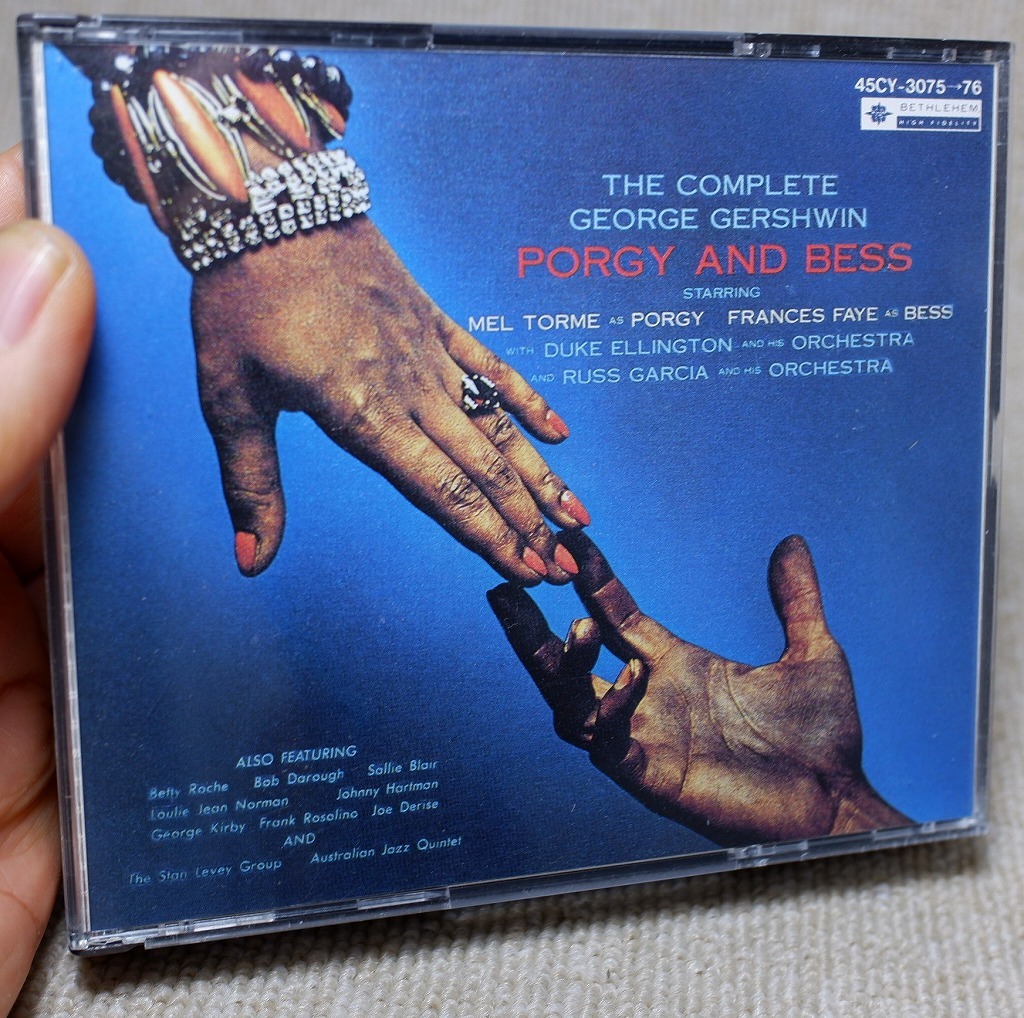 45CY-3075→76
BETHLEHEM
HIGH FIDELITY
THE COMPLETE
GEORGE GERSHWIN
PORGY AND BESS
STARRING
MEL TORME AS PORGY FRANCES FAYE AS BESS
WITH DUKE ELLINGTON AND HIS ORCHESTRA
AND RUSS GARCIA AND HIS ORCHESTRA
ALSO FEATURING
Betty Roche Bob Darough Sallie Blair
Loulie Jean Norman Johnny Hartman
George Kirby Frank Rosolino Joe Derise
AND
The Stan Levey Group Australian Jazz Quintet